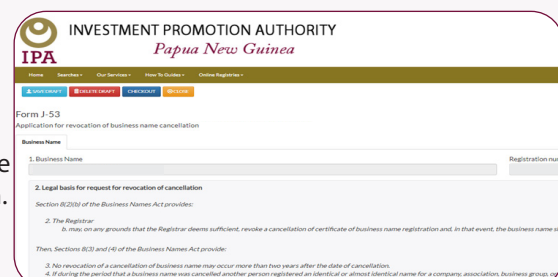 INVESTMENT PROMOTION AUTHORITY
Papua New Guinea
IPA
Home Searches Our Services How To Guides Online Registries
SAVE DRAFT DELETE DRAFT CHECKOUT CLOSE
Form J-53
Application for revocation of business name cancellation
Business Name
1. Business Name Registration nu
2. Legal basis for request for revocation of cancellation
Section 8(2)(b) of the Business Names Act provides:
2. The Registrar
b. may, on any grounds that the Registrar deems sufficient, revoke a cancellation of certificate of business name registration and, in that event, the business name s
Then, Sections 8(3) and (4) of the Business Names Act provide:
3. No revocation of a cancellation of business name may occur more than two years after the date of cancellation.
4. If during the period that a business name was cancelled another person registered an identical or almost identical name for a company, association, business group, co